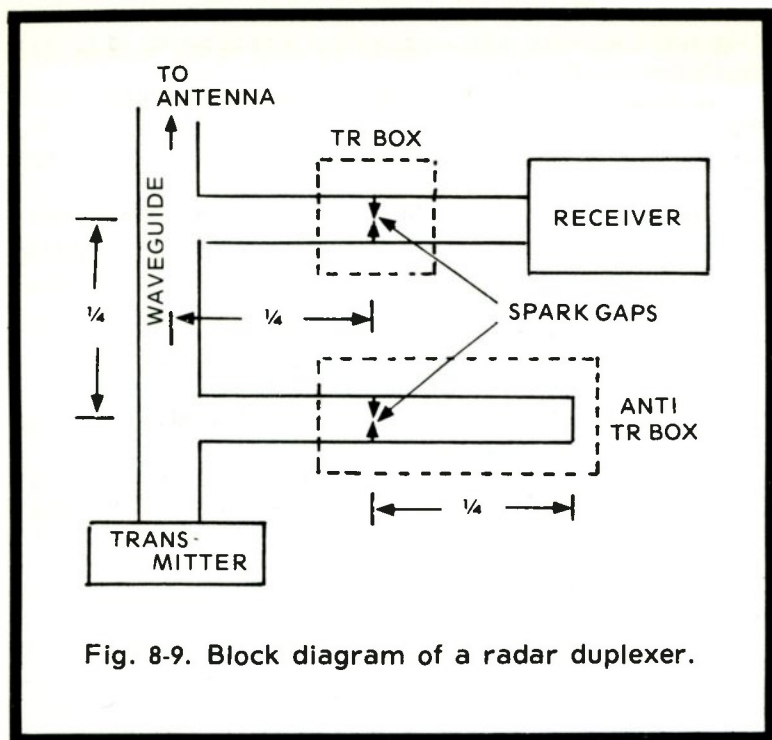 TO
ANTENNA
TR BOX
WAVEGUIDE
RECEIVER
¼
¼
SPARK GAPS
ANTI
TR BOX
¼
TRANS-
MITTER
Fig. 8-9. Block diagram of a radar duplexer.